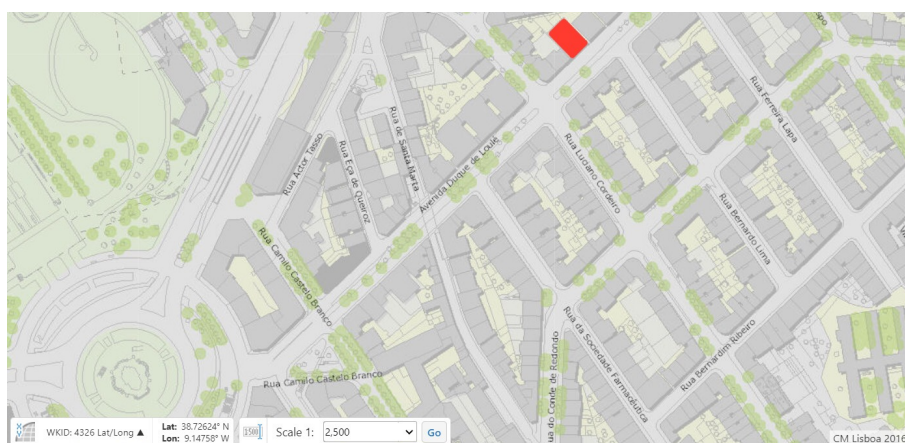 spo
Rua Ferreira Lapa
Rua de Santa Marta
Rua Actor Tasso
Rua Eça de Queiroz
Avenida Duque de Loulé
Rua Luciano Cordeiro
Rua Bernardo Lima
Rua Camilo Castelo Branco
Rua da Sociedade Farmacêutica
Rua Bernardim Ribeiro
ua do Conde de Redondo
Rua Camilo Castelo Branco
WKID: 4326 Lat/Long ▲
Lat: 38.72624° N
Lon: 9.14758° W
Scale 1:
2,500
Go
CM Lisboa 2016